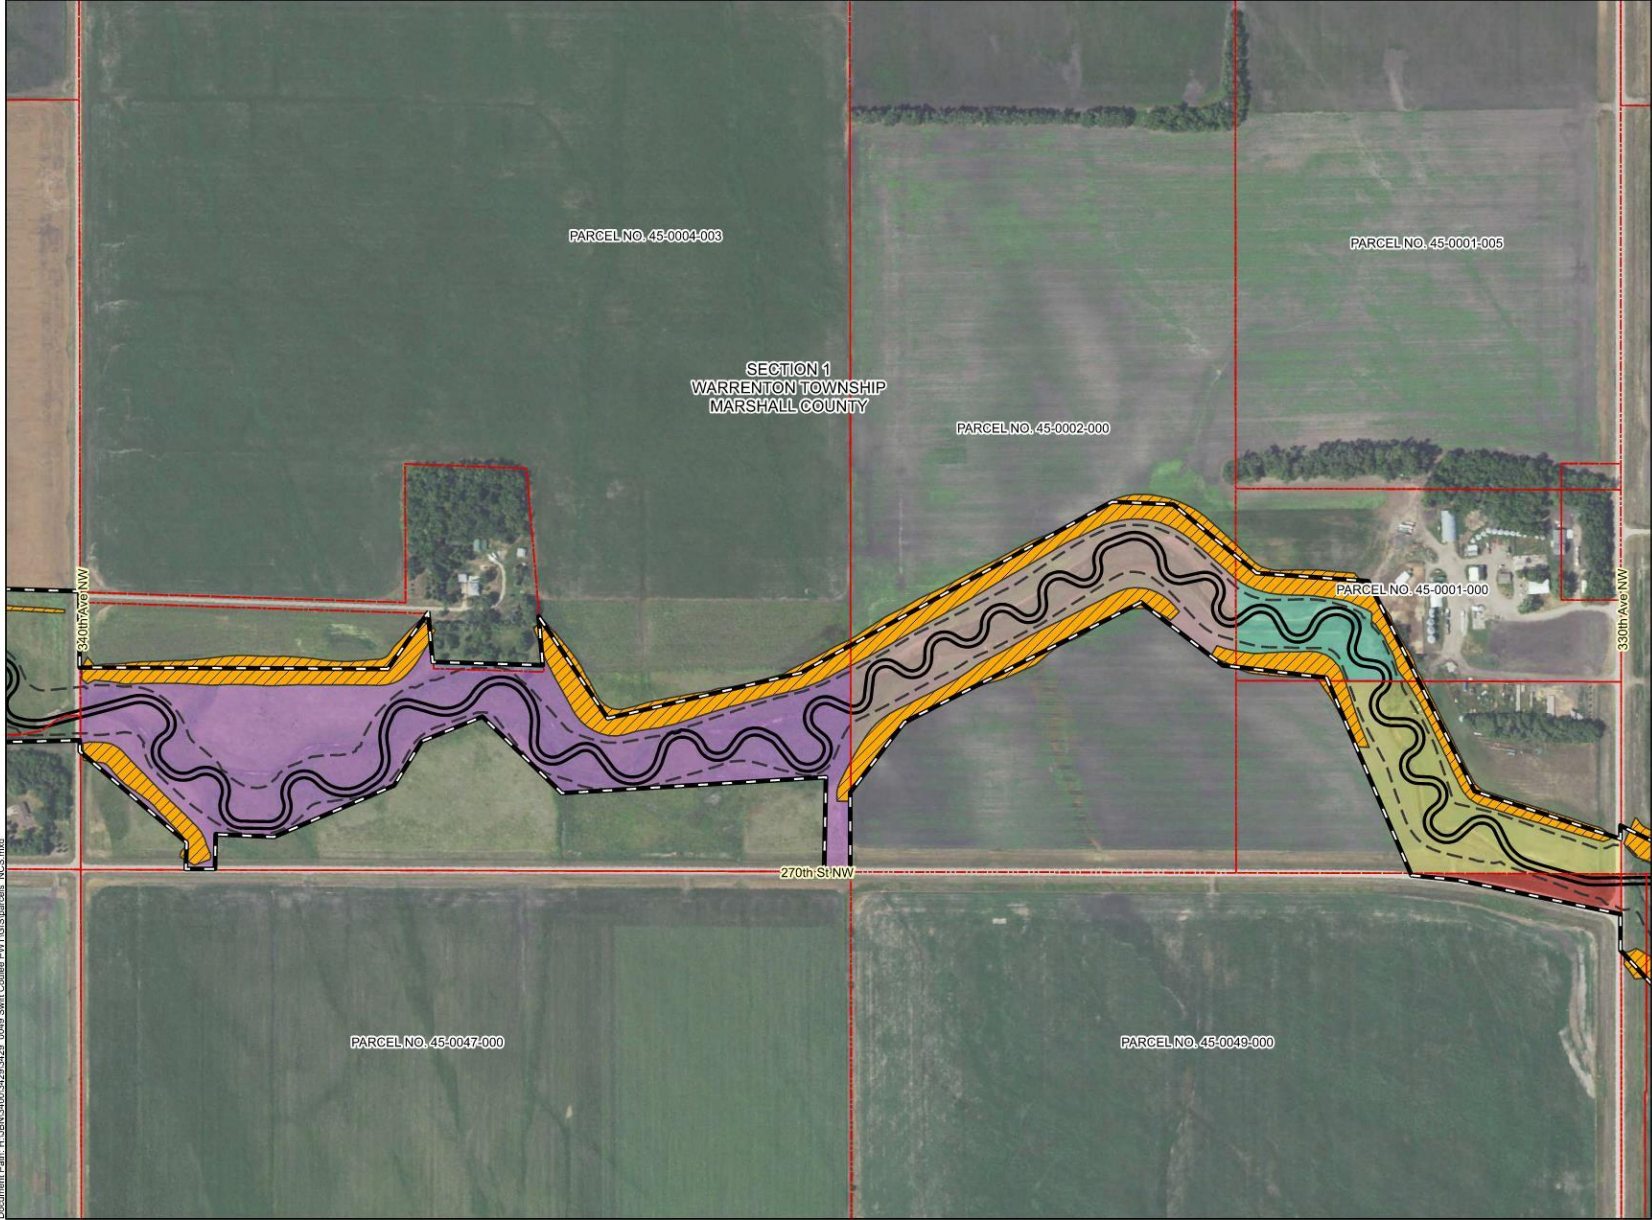 PARCEL NO. 45-0004-003
PARCEL NO. 45-0001-005
SECTION 1
WARRENTON TOWNSHIP
MARSHALL COUNTY
PARCEL NO. 45-0002-000
340th Ave NW
PARCEL NO. 45-0001-000
330th Ave NW
270th St NW
PARCEL NO. 45-0047-000
PARCEL NO. 45-0049-000
Document Path: